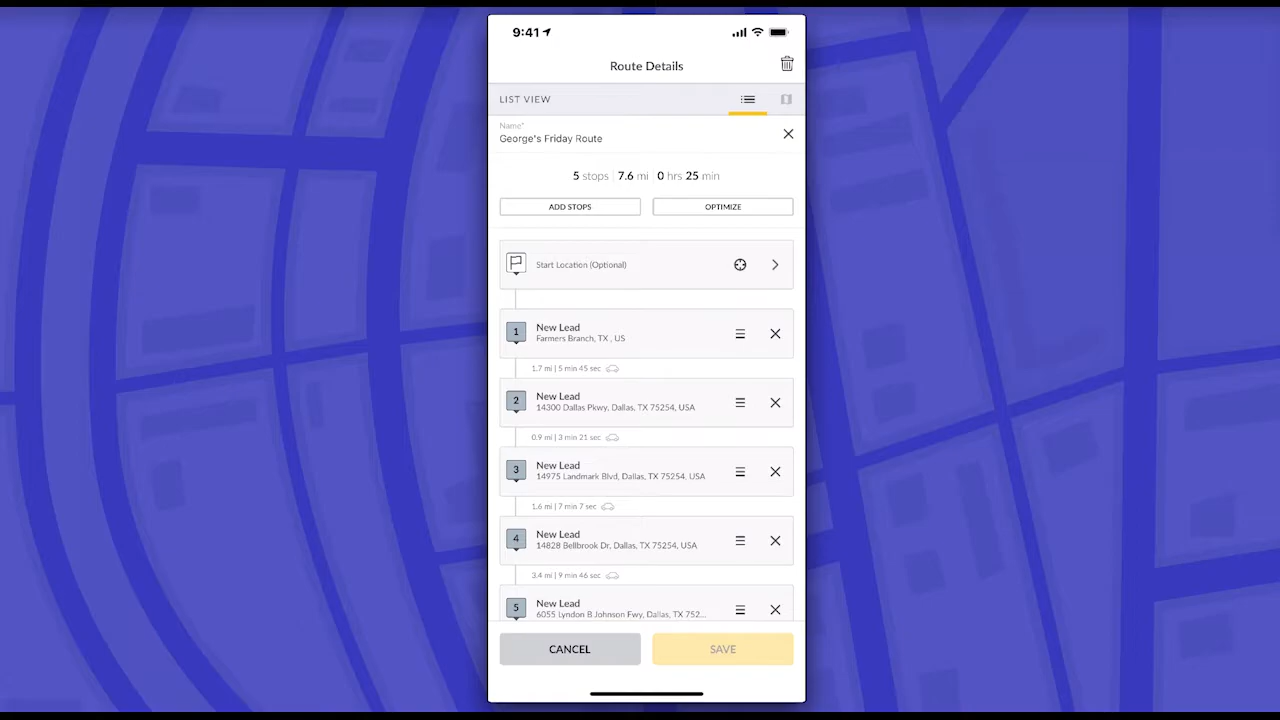 9:41
Route Details
LIST VIEW
Name*
George's Friday Route
5 stops | 7.6 mi | 0 hrs 25 min
ADD STOPS OPTIMIZE
Start Location (Optional)
1 New Lead
Farmers Branch, TX , US
1.7 mi | 5 min 45 sec
2 New Lead
14300 Dallas Pkwy, Dallas, TX 75254, USA
0.9 mi | 3 min 21 sec
3 New Lead
14975 Landmark Blvd, Dallas, TX 75254, USA
1.6 mi | 7 min 7 sec
4 New Lead
14828 Bellbrook Dr, Dallas, TX 75254, USA
3.4 mi | 9 min 46 sec
5 New Lead
6055 Lyndon B Johnson Fwy, Dallas, TX 752...
CANCEL SAVE